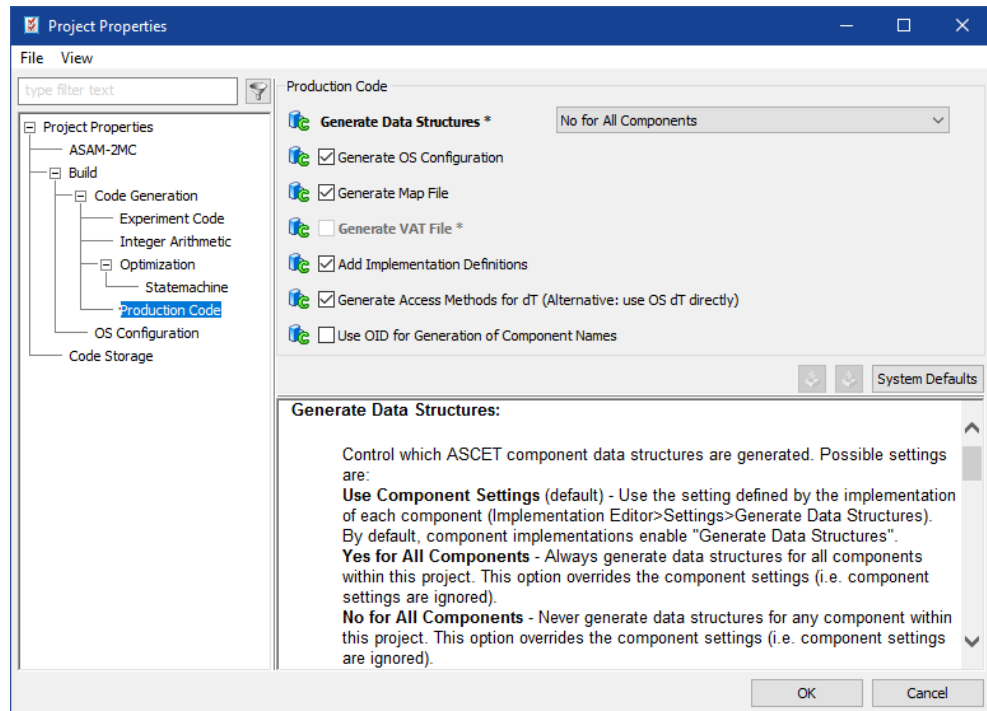 Project Properties
File View
type filter text
Project Properties
ASAM-2MC
Build
Code Generation
Experiment Code
Integer Arithmetic
Optimization
Statemachine
Production Code
OS Configuration
Code Storage
Production Code
Generate Data Structures *
No for All Components
Generate OS Configuration
Generate Map File
Generate VAT File *
Add Implementation Definitions
Generate Access Methods for dT (Alternative: use OS dT directly)
Use OID for Generation of Component Names
System Defaults
Generate Data Structures:
Control which ASCET component data structures are generated. Possible settings
are:
Use Component Settings (default) - Use the setting defined by the implementation
of each component (Implementation Editor>Settings>Generate Data Structures).
By default, component implementations enable "Generate Data Structures".
Yes for All Components - Always generate data structures for all components
within this project. This option overrides the component settings (i.e. component
settings are ignored).
No for All Components - Never generate data structures for any component within
this project. This option overrides the component settings (i.e. component settings
are ignored).
OK
Cancel